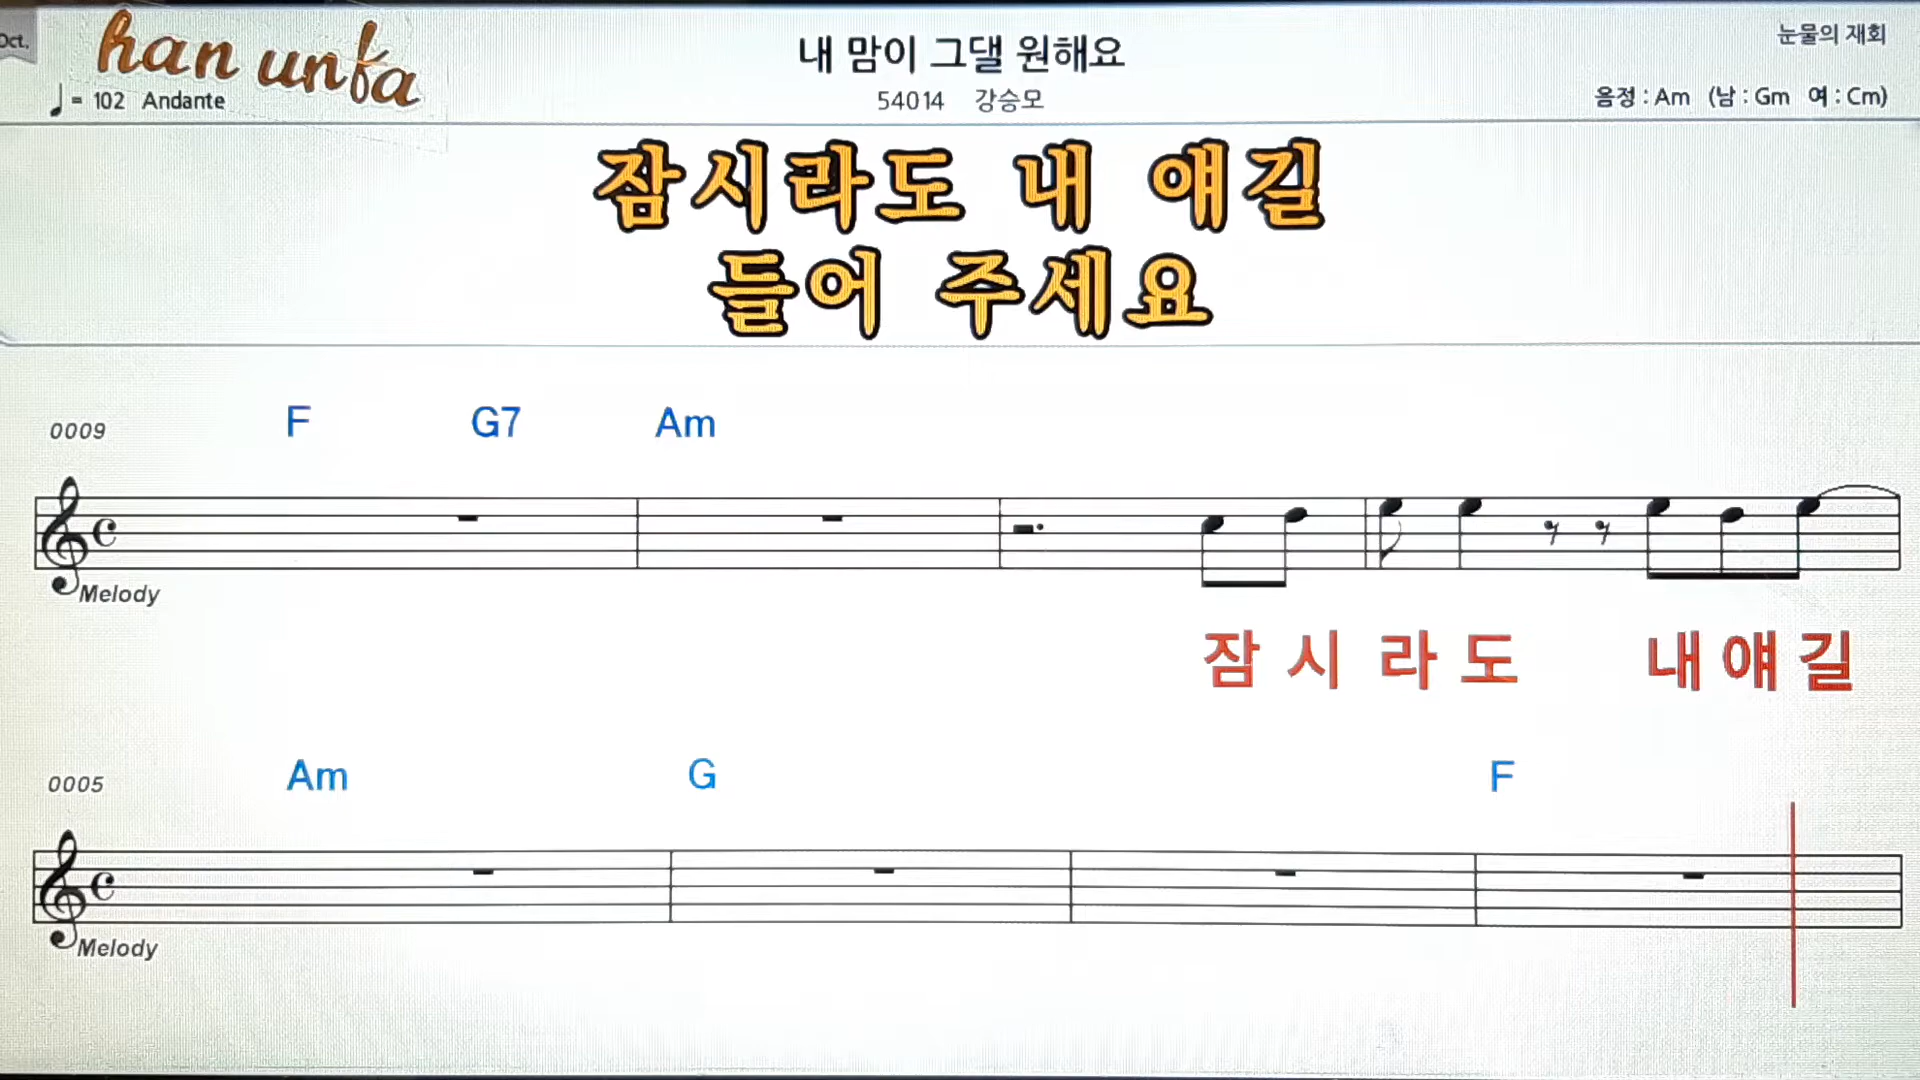 Oct.
han unfa
내 맘이 그댈 원해요
눈물의 재회
= 102 Andante
54014 강승모
음정 : Am (남 : Gm 여 : Cm)
잠시라도 내 얘길
들어 주세요
0009 F G7 Am
Melody
잠 시 라 도 내 얘 길
0005 Am G F
Melody